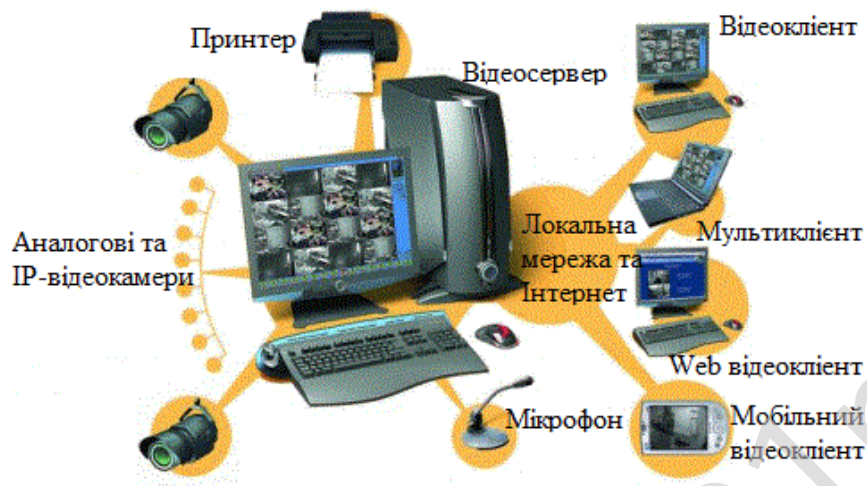 Принтер
Відеоклієнт
Відеосервер
Аналогові та
IP-відеокамери
Локальна
мережа та
Інтернет
Мультиклієнт
Web відеоклієнт
Мікрофон
Мобільний
відеоклієнт